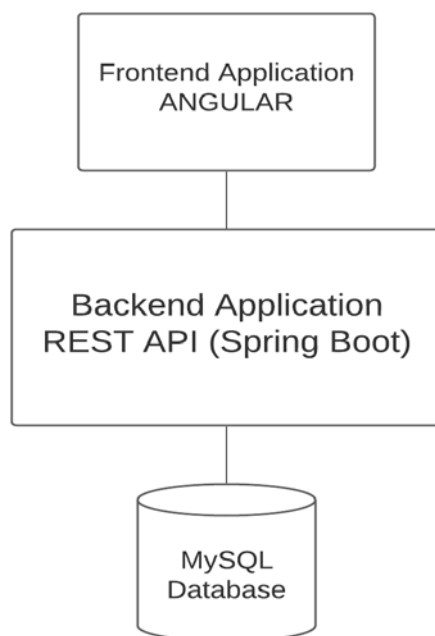 Frontend Application
ANGULAR
Backend Application
REST API (Spring Boot)
MySQL
Database